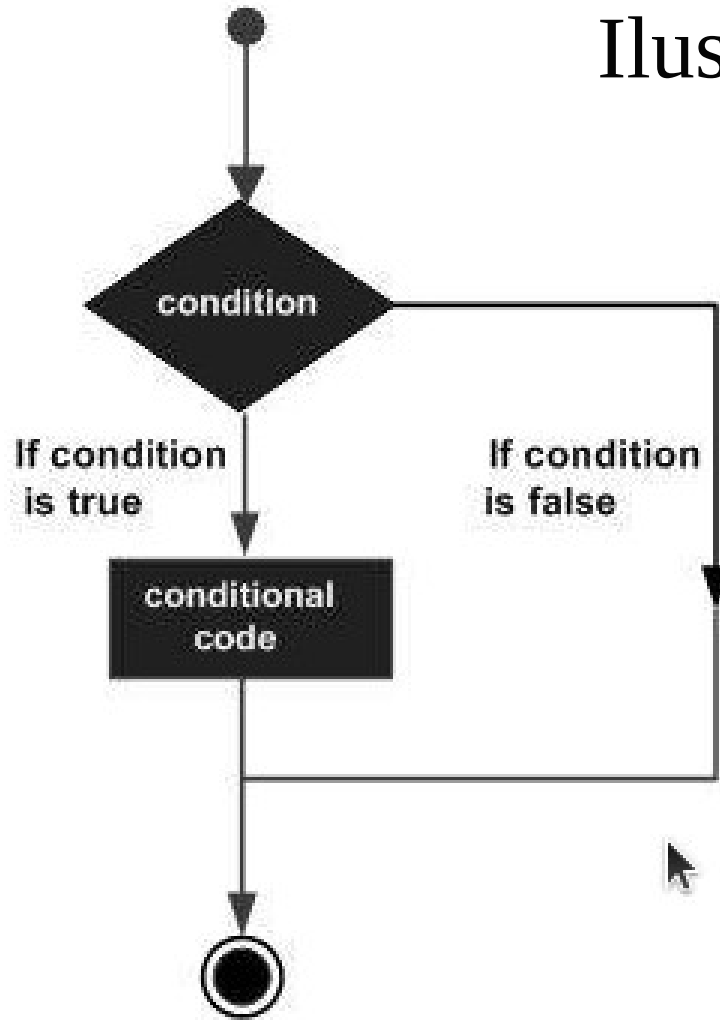 Ilus
condition
If condition
is true
If condition
is false
conditional
code